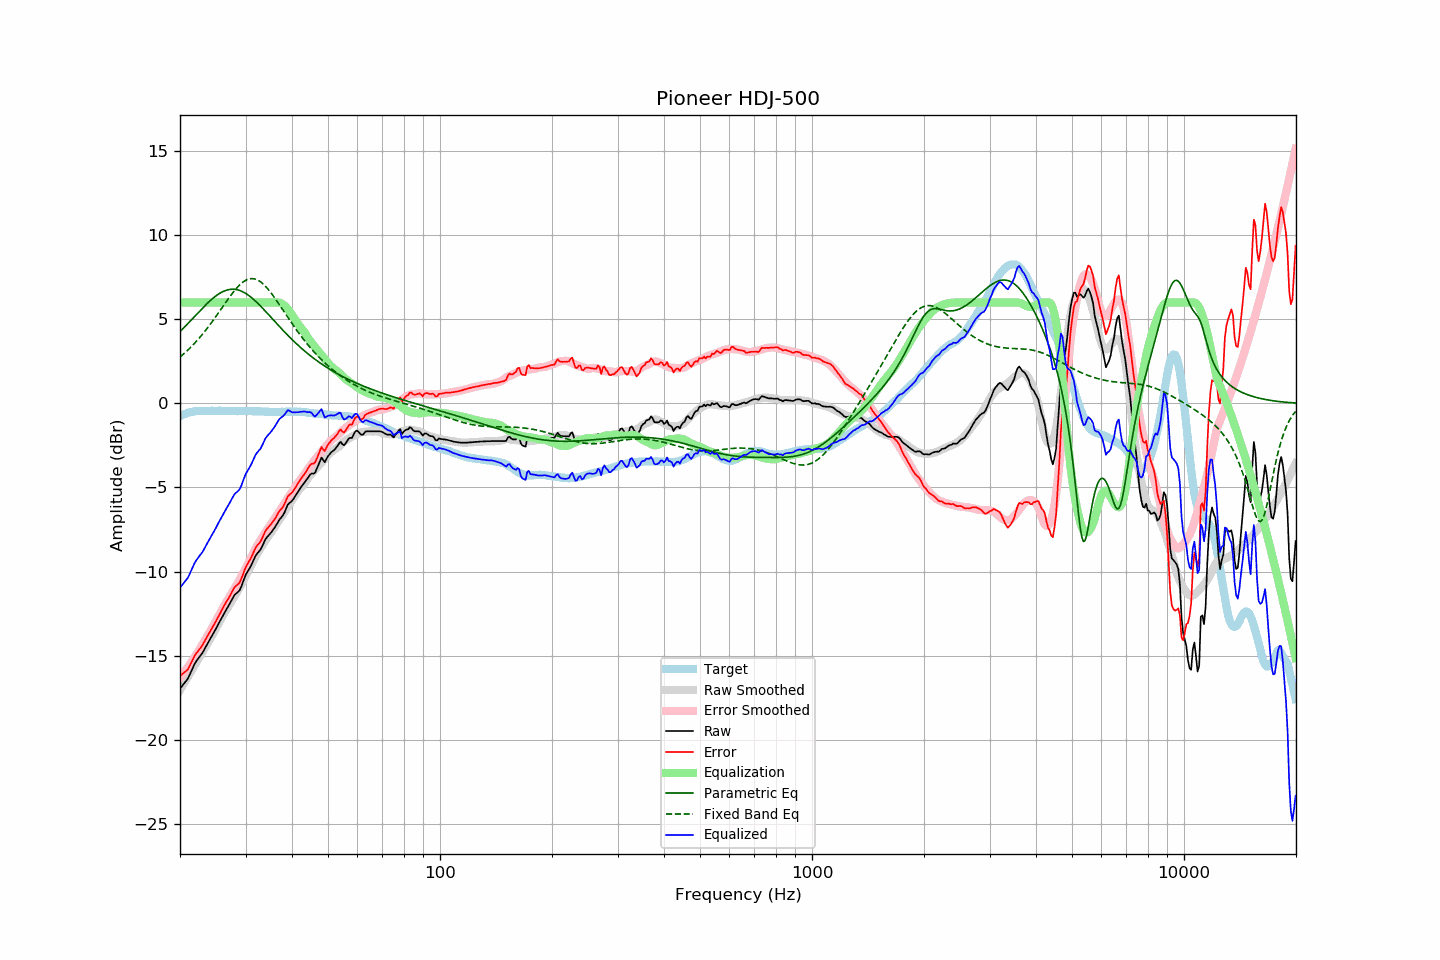 Pioneer HDJ-500
15
10
5
0
−5
−10
−15
−20
−25
Amplitude (dBr)
Target
Raw Smoothed
Error Smoothed
Raw
Error
Equalization
Parametric Eq
Fixed Band Eq
Equalized
100
1000
10000
Frequency (Hz)